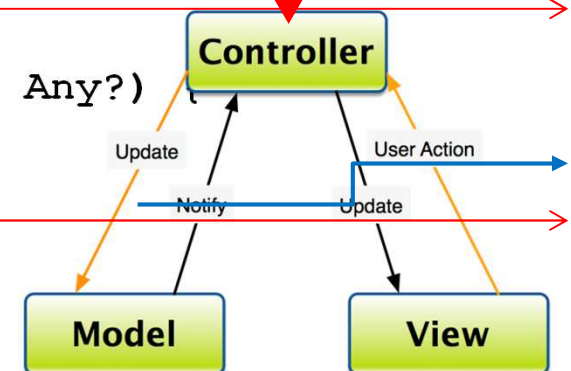 Controller
Any?) {
Update
User Action
Notify
Update
Model
View